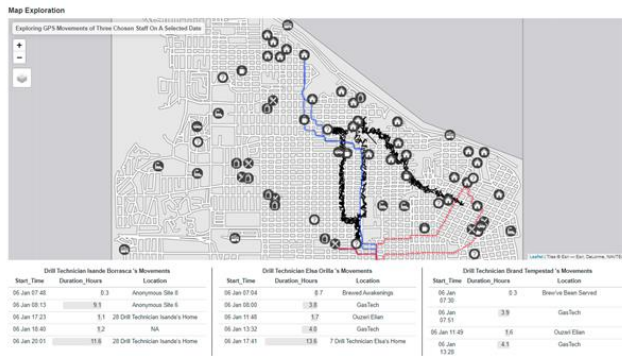 Map Exploration
Exploring GPS Movements of Three Chosen Staff On A Selected Date
+
−
Leaflet | Tiles © Esri — Esri, DeLorme, NAVTEQ
Drill Technician Isande Borrasca 's Movements
Start_Time Duration_Hours Location
06 Jan 07:48 0.3 Anonymous Site 8
06 Jan 08:13 9.1 Anonymous Site 6
06 Jan 17:23 1.1 28 Drill Technician Isande's Home
06 Jan 18:40 1.2 NA
06 Jan 20:01 11.6 28 Drill Technician Isande's Home
Drill Technician Elsa Orilla 's Movements
Start_Time Duration_Hours Location
06 Jan 07:04 0.7 Brewed Awakenings
06 Jan 08:00 3.8 GasTech
06 Jan 11:48 1.7 Ouzeri Elian
06 Jan 13:32 4.0 GasTech
06 Jan 17:41 13.6 7 Drill Technician Elsa's Home
Drill Technician Brand Tempestad 's Movements
Start_Time Duration_Hours Location
06 Jan
07:30 0.3 Brew've Been Served
06 Jan
07:51 3.9 GasTech
06 Jan 11:49 1.6 Ouzeri Elian
06 Jan
13:28 4.1 GasTech